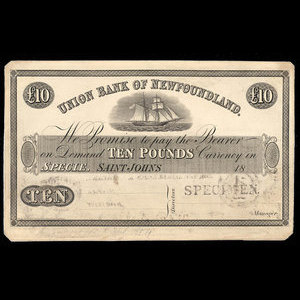 £10 £10
UNION BANK OF NEWFOUNDLAND.
We Promise to pay the Bearer
on Demand TEN POUNDS Currency in
SPECIE. SAINT JOHNS 18
TEN
Directors
SPECIMEN
Manager